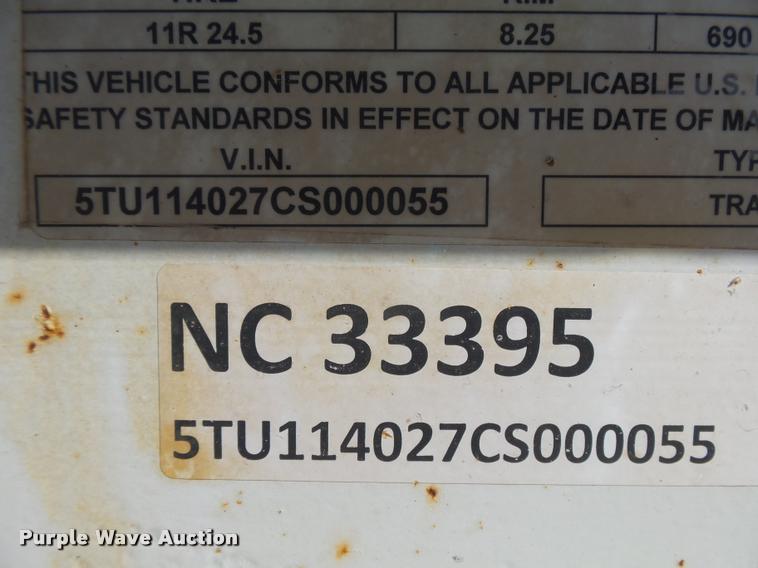 11R 24.5 8.25 690
THIS VEHICLE CONFORMS TO ALL APPLICABLE U.S.
SAFETY STANDARDS IN EFFECT ON THE DATE OF MA
V.I.N. TYP
5TU114027CS000055 TRA
NC 33395
5TU114027CS000055
Purple Wave Auction